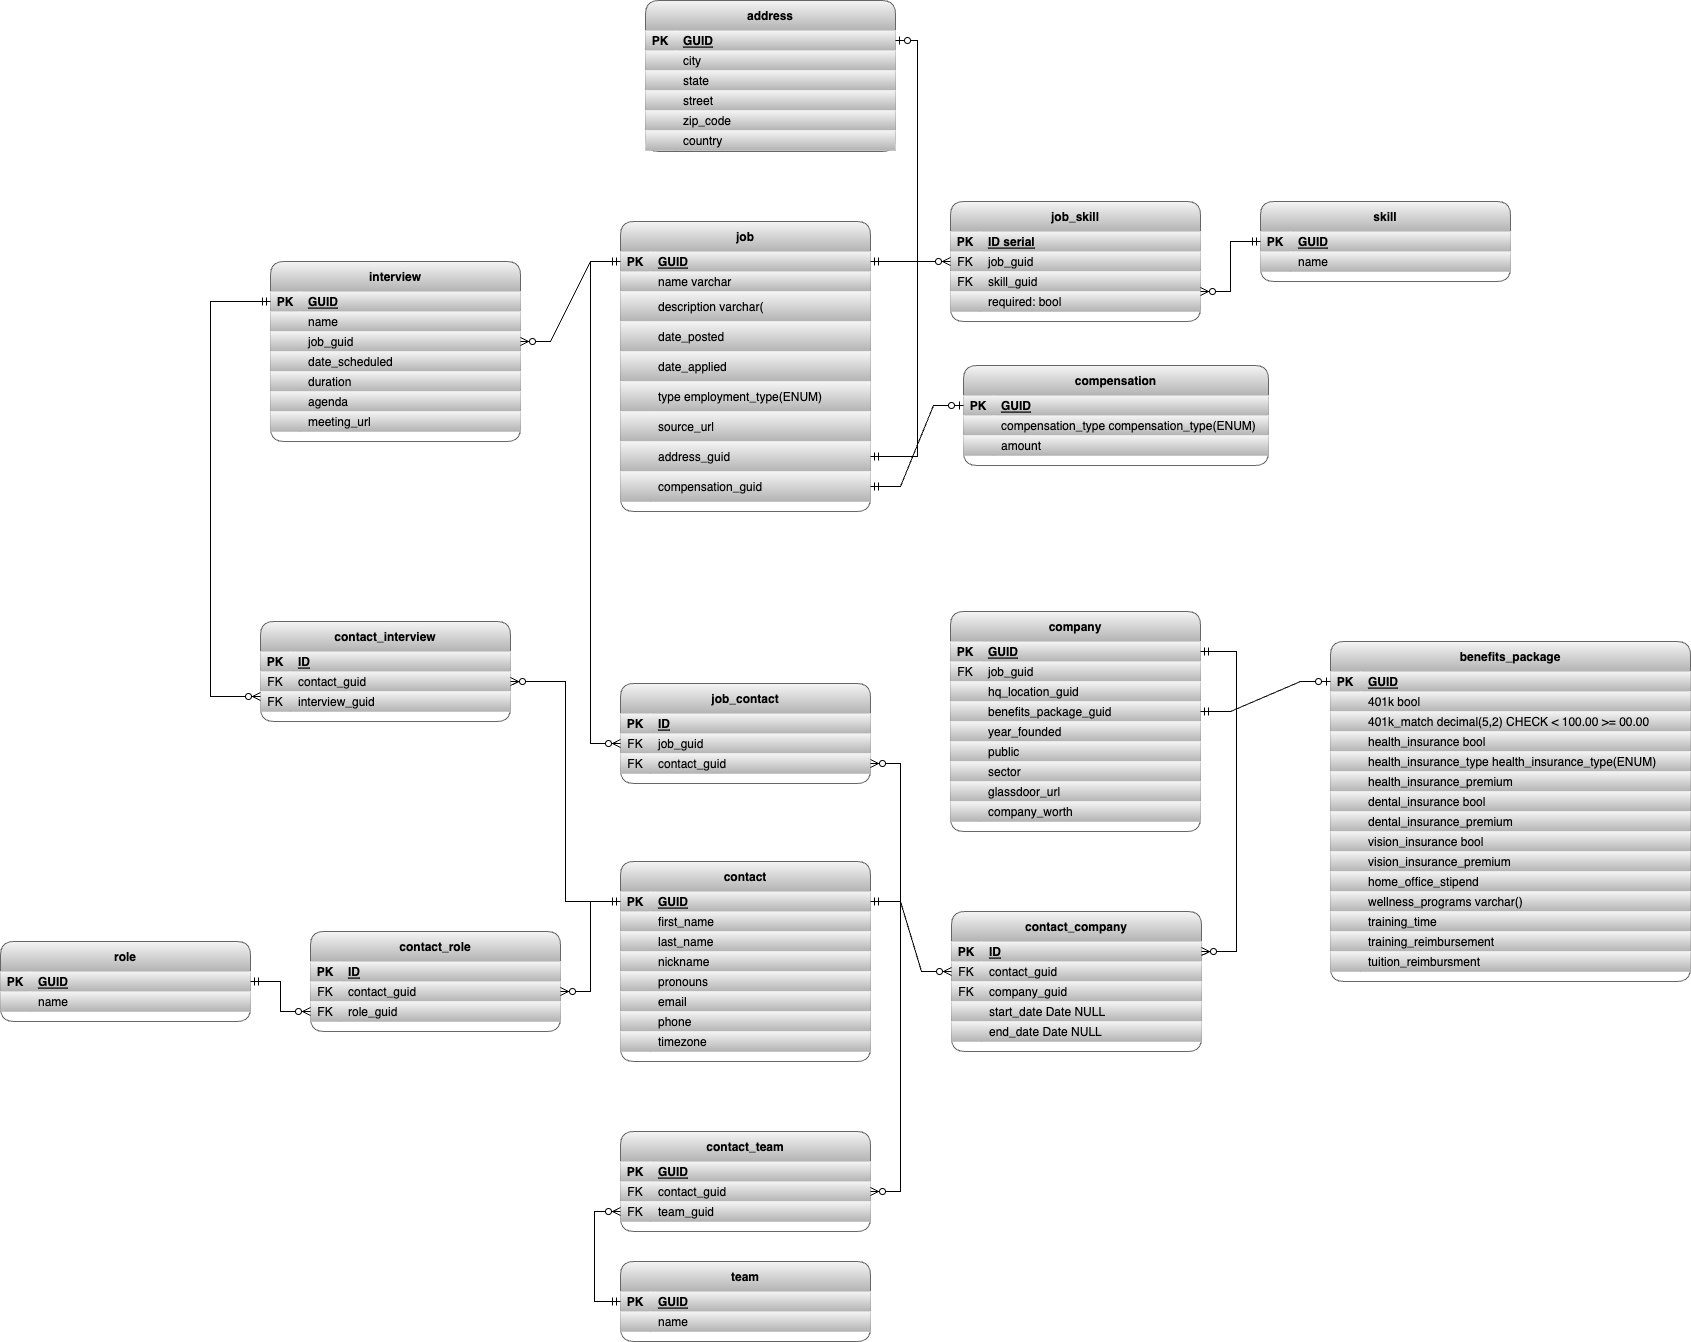 address
PK GUID
city
state
street
zip_code
country
job_skill
PK ID serial
FK job_guid
FK skill_guid
required: bool
skill
PK GUID
name
job
PK GUID
name varchar
description varchar(
date_posted
date_applied
type employment_type(ENUM)
source_url
address_guid
compensation_guid
interview
PK GUID
name
job_guid
date_scheduled
duration
agenda
meeting_url
compensation
PK GUID
compensation_type compensation_type(ENUM)
amount
contact_interview
PK ID
FK contact_guid
FK interview_guid
job_contact
PK ID
FK job_guid
FK contact_guid
company
PK GUID
FK job_guid
hq_location_guid
benefits_package_guid
year_founded
public
sector
glassdoor_url
company_worth
benefits_package
PK GUID
401k bool
401k_match decimal(5,2) CHECK < 100.00 >= 00.00
health_insurance bool
health_insurance_type health_insurance_type(ENUM)
health_insurance_premium
dental_insurance bool
dental_insurance_premium
vision_insurance bool
vision_insurance_premium
home_office_stipend
wellness_programs varchar()
training_time
training_reimbursement
tuition_reimbursment
contact
PK GUID
first_name
last_name
nickname
pronouns
email
phone
timezone
contact_company
PK ID
FK contact_guid
FK company_guid
start_date Date NULL
end_date Date NULL
role
PK GUID
name
contact_role
PK ID
FK contact_guid
FK role_guid
contact_team
PK GUID
FK contact_guid
FK team_guid
team
PK GUID
name